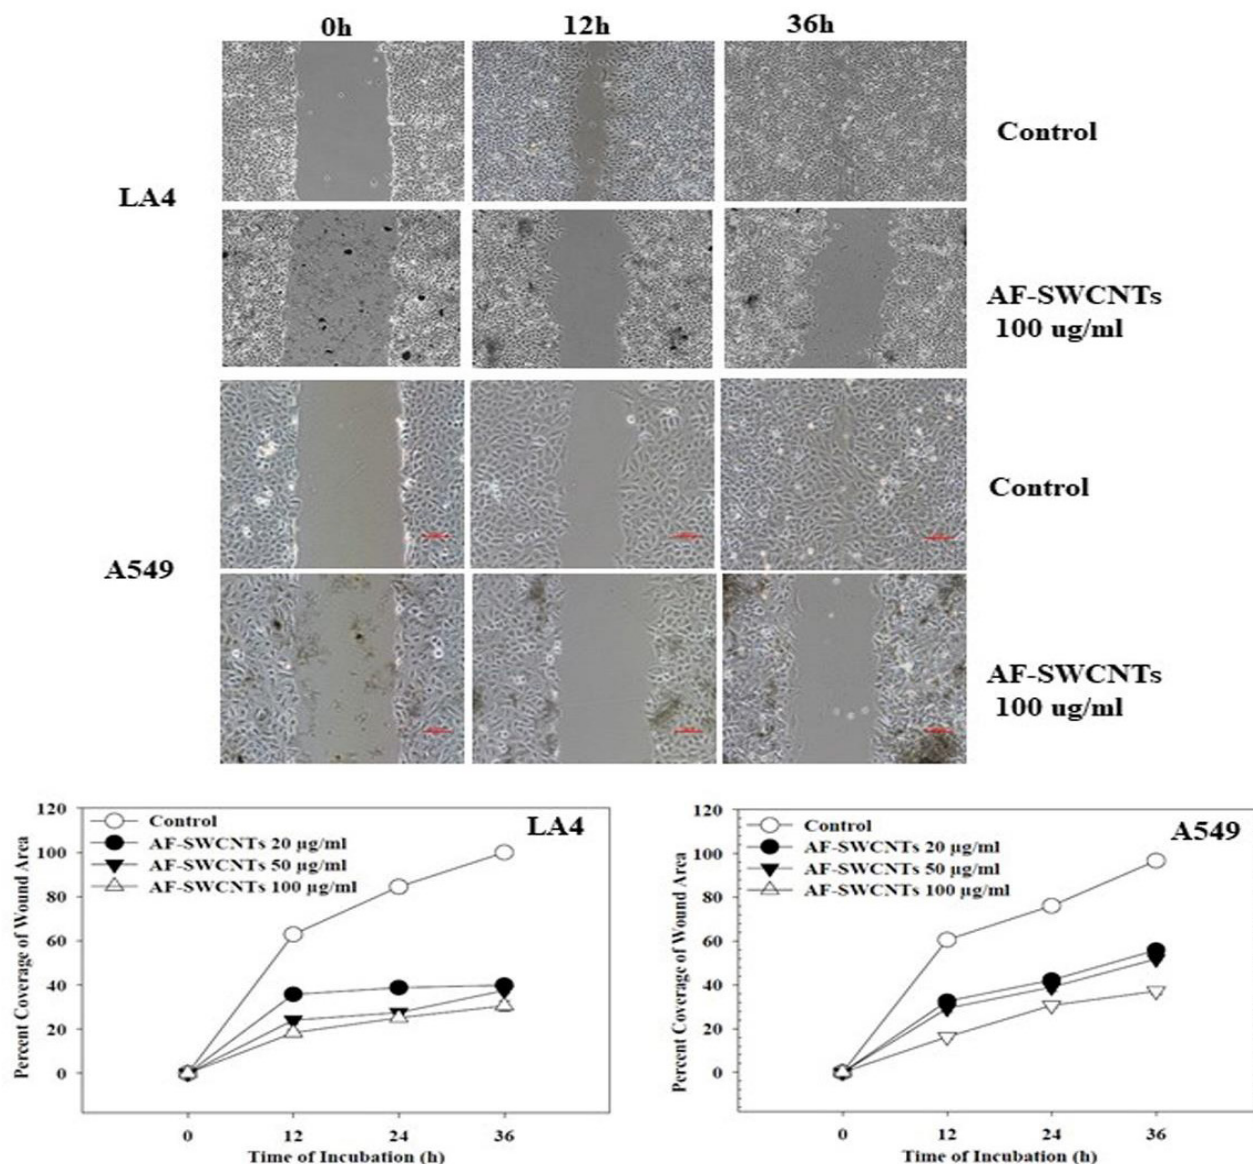 0h 12h 36h
Control
LA4
AF-SWCNTs
100 ug/ml
Control
A549
AF-SWCNTs
100 ug/ml
LA4
Control
AF-SWCNTs 20 µg/ml
AF-SWCNTs 50 µg/ml
AF-SWCNTs 100 µg/ml
Percent Coverage of Wound Area
120
100
80
60
40
20
0
0 12 24 36
Time of Incubation (h)
A549
Control
AF-SWCNTs 20 µg/ml
AF-SWCNTs 50 µg/ml
AF-SWCNTs 100 µg/ml
Percent Coverage of Wound Area
120
100
80
60
40
20
0
0 12 24 36
Time of Incubation (h)